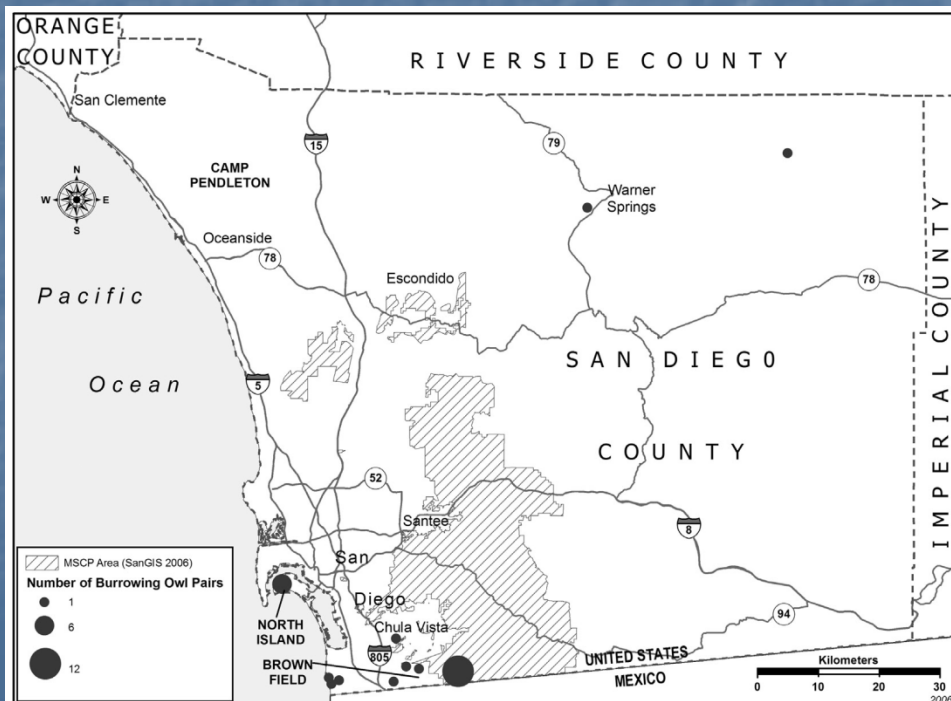 ORANGE
COUNTY
RIVERSIDE COUNTY
San Clemente
15
79
CAMP
PENDLETON
N
W E
S
Warner
Springs
Oceanside
78
Escondido
78
Pacific
Ocean
5
SAN DIEGO
COUNTY
IMPERIAL COUNTY
52
Santee
8
San
Diego
MSCP Area (SanGIS 2006)
Number of Burrowing Owl Pairs
1
6
12
NORTH
ISLAND
Chula Vista
805
94
BROWN
FIELD
UNITED STATES
MEXICO
Kilometers
0 10 20 30
2006